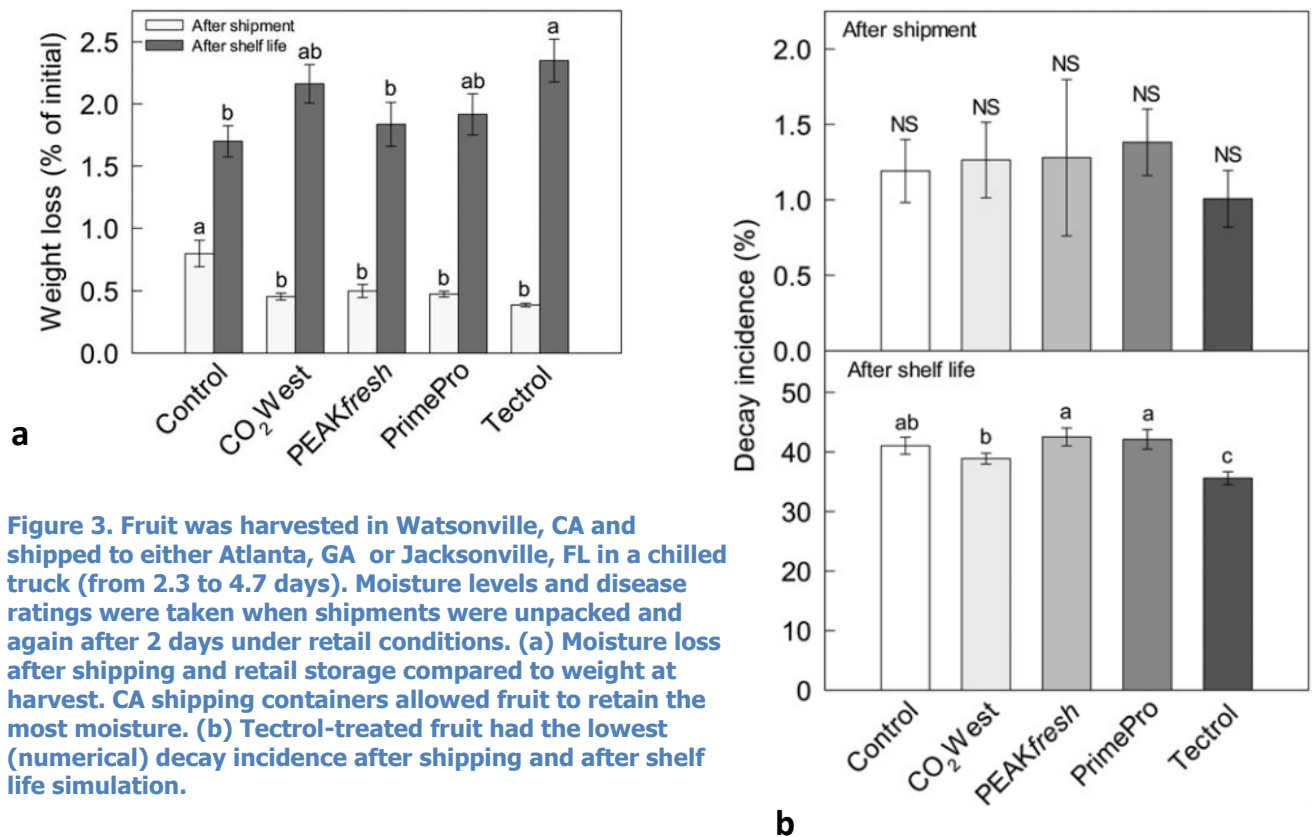 After shipment
After shelf life
Weight loss (% of initial)
2.5
2.0
1.5
1.0
0.5
0.0
a
b
b
ab
b
b
b
ab
b
a
Control
CO2West
PEAKfresh
PrimePro
Tectrol
a
Figure 3. Fruit was harvested in Watsonville, CA and
shipped to either Atlanta, GA or Jacksonville, FL in a chilled
truck (from 2.3 to 4.7 days). Moisture levels and disease
ratings were taken when shipments were unpacked and
again after 2 days under retail conditions. (a) Moisture loss
after shipping and retail storage compared to weight at
harvest. CA shipping containers allowed fruit to retain the
most moisture. (b) Tectrol-treated fruit had the lowest
(numerical) decay incidence after shipping and after shelf
life simulation.
Decay incidence (%)
After shipment
2.0
1.5
1.0
0.5
0.0
NS
NS
NS
NS
NS
After shelf life
50
40
30
20
10
0
ab
b
a
a
c
Control
CO2West
PEAKfresh
PrimePro
Tectrol
b